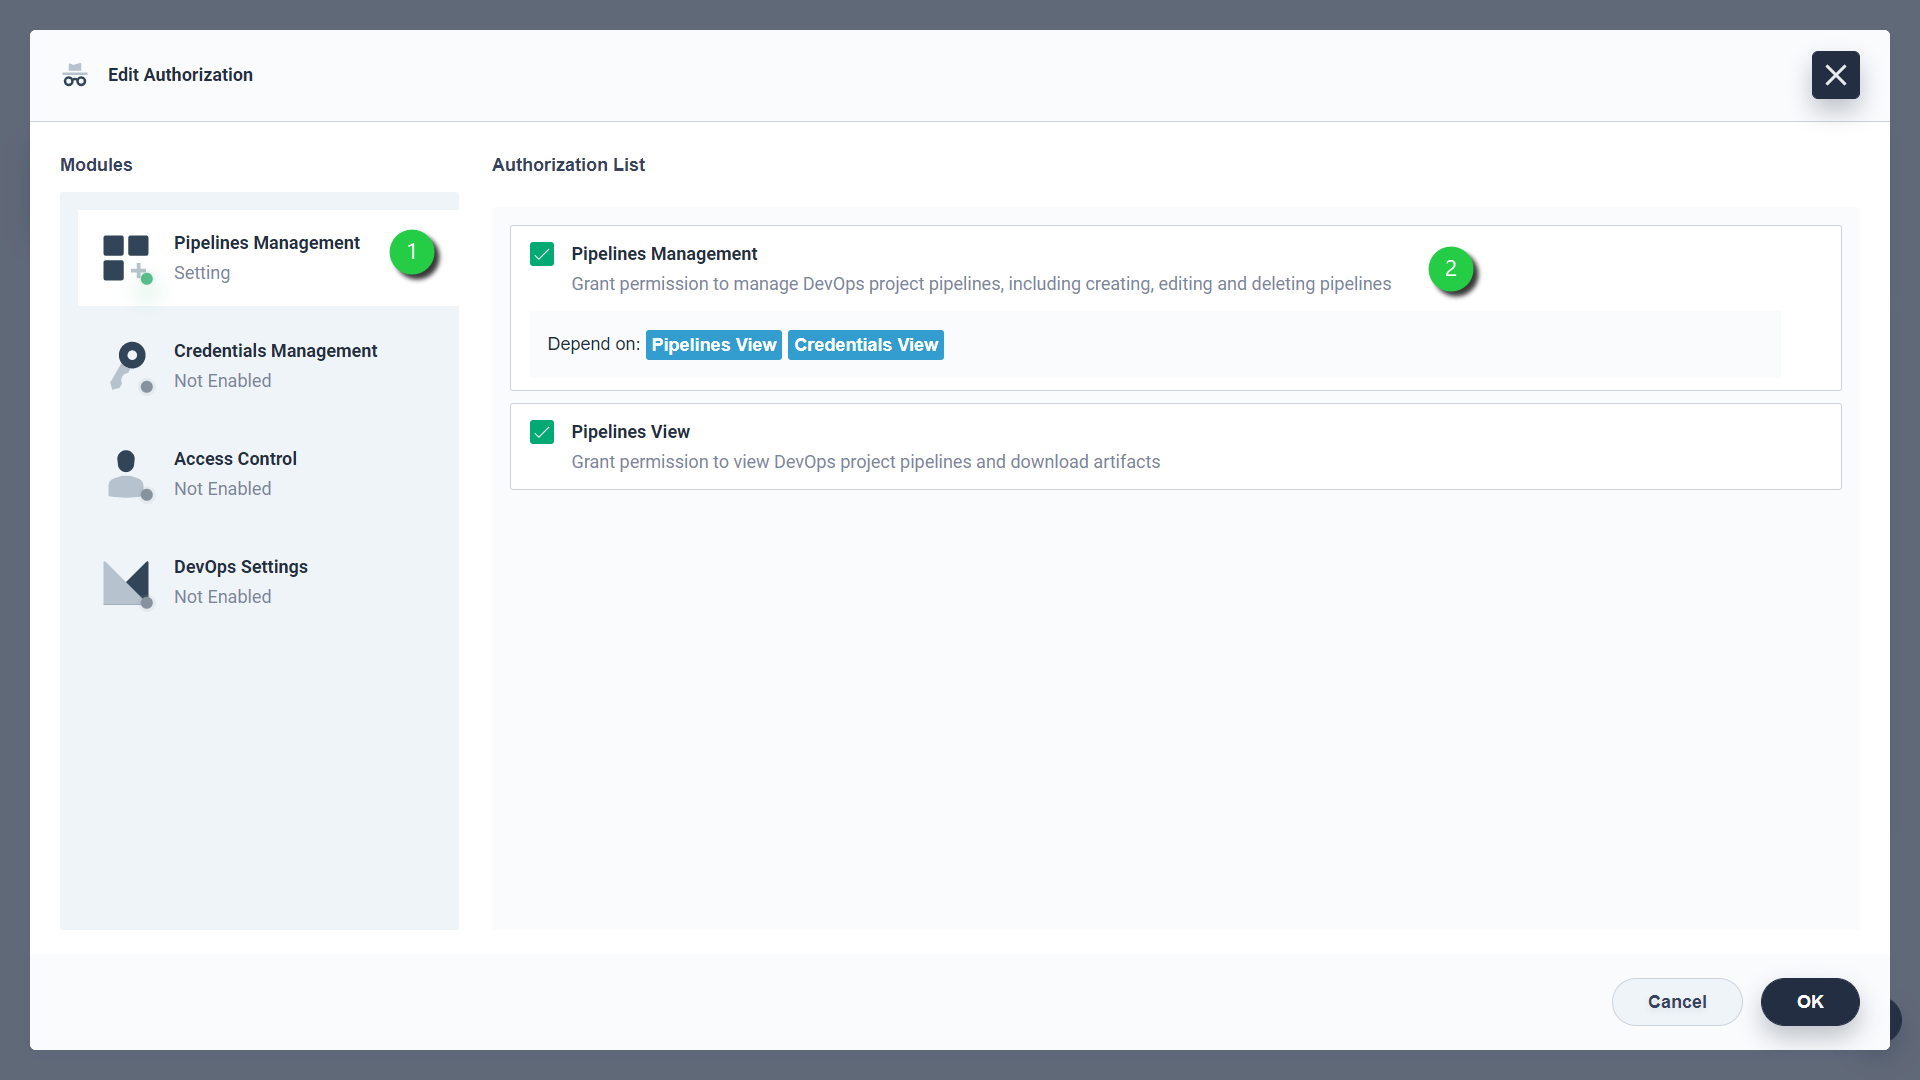 Edit Authorization
Modules
Pipelines Management
Setting
1
Credentials Management
Not Enabled
Access Control
Not Enabled
DevOps Settings
Not Enabled
Authorization List
Pipelines Management
Grant permission to manage DevOps project pipelines, including creating, editing and deleting pipelines
2
Depend on: Pipelines View Credentials View
Pipelines View
Grant permission to view DevOps project pipelines and download artifacts
Cancel OK